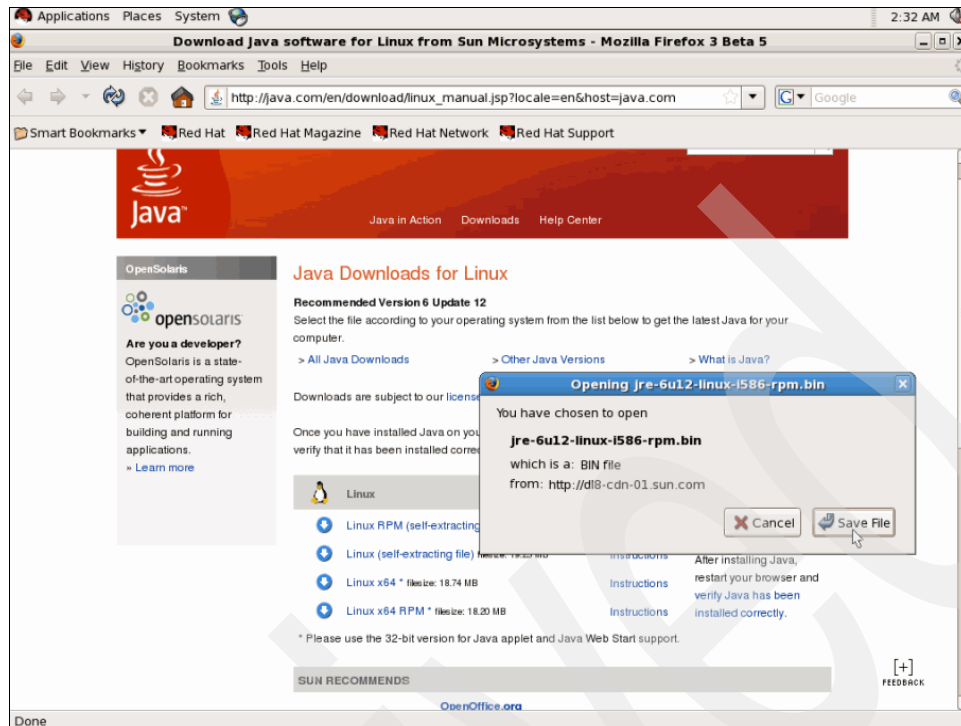 Applications Places System
2:32 AM
Download Java software for Linux from Sun Microsystems - Mozilla Firefox 3 Beta 5
File Edit View History Bookmarks Tools Help
http://java.com/en/download/linux_manual.jsp?locale=en&host=java.com
G
Google
Smart Bookmarks
Red Hat
Red Hat Magazine
Red Hat Network
Red Hat Support
Java™
Java in Action Downloads Help Center
OpenSolaris
opensolaris
Are you a developer?
OpenSolaris is a state-
of-the-art operating system
that provides a rich,
coherent platform for
building and running
applications.
» Learn more
Java Downloads for Linux
Recommended Version 6 Update 12
Select the file according to your operating system from the list below to get the latest Java for your
computer.
> All Java Downloads
> Other Java Versions
> What is Java?
Downloads are subject to our license
Once you have installed Java on you
verify that it has been installed corre
Linux
Linux RPM (self-extracting
Linux (self-extracting file) filesize: 19.25 MB
Instructions
Linux x64 * filesize: 18.74 MB
Instructions
Linux x64 RPM * filesize: 18.20 MB
Instructions
* Please use the 32-bit version for Java applet and Java Web Start support.
After installing Java,
restart your browser and
verify Java has been
installed correctly.
Opening jre-6u12-linux-i586-rpm.bin
You have chosen to open
jre-6u12-linux-i586-rpm.bin
which is a: BIN file
from: http://dl8-cdn-01.sun.com
Cancel
Save File
SUN RECOMMENDS
OpenOffice.org
[+]
FEEDBACK
Done